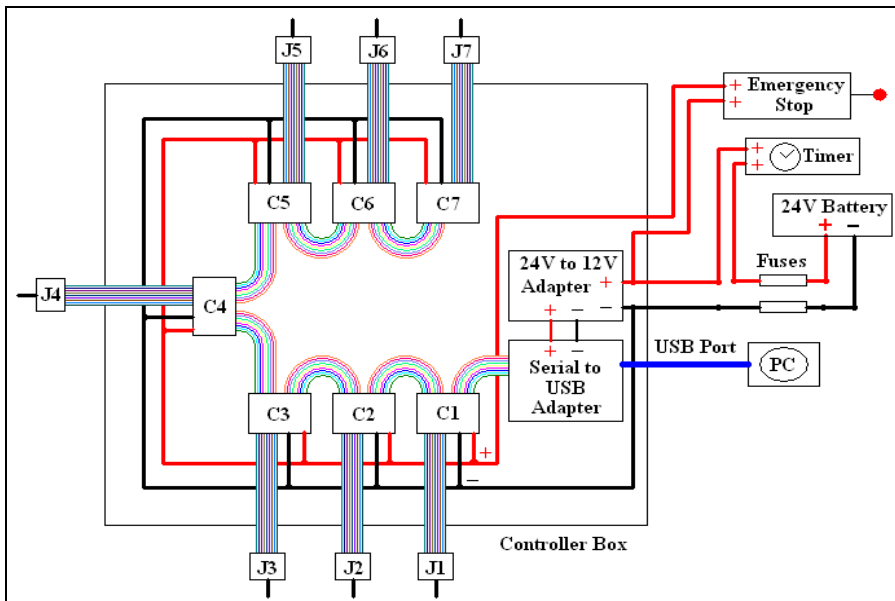 J5
J6
J7
+
+
Emergency
Stop
+
+
Timer
24V Battery
+ −
C5
C6
C7
24V to 12V
Adapter
+
−
+ −
Fuses
J4
C4
+ −
Serial to
USB
Adapter
USB Port
PC
C3
C2
C1
+
−
Controller Box
J3
J2
J1